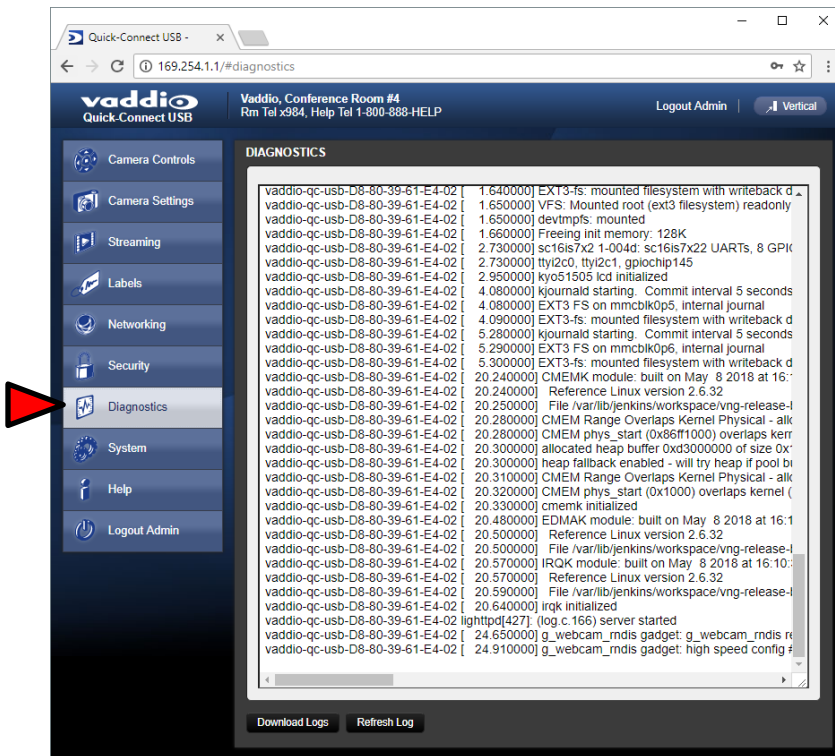 Quick-Connect USB -
169.254.1.1/#diagnostics
vaddio
Quick-Connect USB
Vaddio, Conference Room #4
Rm Tel x984, Help Tel 1-800-888-HELP
Logout Admin
Vertical
Camera Controls
Camera Settings
Streaming
Labels
Networking
Security
Diagnostics
System
Help
Logout Admin
DIAGNOSTICS
vaddio-qc-usb-D8-80-39-61-E4-02 [ 1.640000] EXT3-fs: mounted filesystem with writeback d
vaddio-qc-usb-D8-80-39-61-E4-02 [ 1.650000] VFS: Mounted root (ext3 filesystem) readonly
vaddio-qc-usb-D8-80-39-61-E4-02 [ 1.650000] devtmpfs: mounted
vaddio-qc-usb-D8-80-39-61-E4-02 [ 1.660000] Freeing init memory: 128K
vaddio-qc-usb-D8-80-39-61-E4-02 [ 2.730000] sc16is7x2 1-004d: sc16is7x22 UARTs, 8 GPI
vaddio-qc-usb-D8-80-39-61-E4-02 [ 2.730000] ttyi2c0, ttyi2c1, gpiochip145
vaddio-qc-usb-D8-80-39-61-E4-02 [ 2.950000] kyo51505 lcd initialized
vaddio-qc-usb-D8-80-39-61-E4-02 [ 4.080000] kjournald starting. Commit interval 5 seconds
vaddio-qc-usb-D8-80-39-61-E4-02 [ 4.080000] EXT3 FS on mmcblk0p5, internal journal
vaddio-qc-usb-D8-80-39-61-E4-02 [ 4.090000] EXT3-fs: mounted filesystem with writeback d
vaddio-qc-usb-D8-80-39-61-E4-02 [ 5.280000] kjournald starting. Commit interval 5 seconds
vaddio-qc-usb-D8-80-39-61-E4-02 [ 5.290000] EXT3 FS on mmcblk0p6, internal journal
vaddio-qc-usb-D8-80-39-61-E4-02 [ 5.300000] EXT3-fs: mounted filesystem with writeback d
vaddio-qc-usb-D8-80-39-61-E4-02 [ 20.240000] CMEMK module: built on May 8 2018 at 16:
vaddio-qc-usb-D8-80-39-61-E4-02 [ 20.240000] Reference Linux version 2.6.32
vaddio-qc-usb-D8-80-39-61-E4-02 [ 20.250000] File /var/lib/jenkins/workspace/vng-release-
vaddio-qc-usb-D8-80-39-61-E4-02 [ 20.280000] CMEM Range Overlaps Kernel Physical - allo
vaddio-qc-usb-D8-80-39-61-E4-02 [ 20.280000] CMEM phys_start (0x86ff1000) overlaps kern
vaddio-qc-usb-D8-80-39-61-E4-02 [ 20.300000] allocated heap buffer 0xd3000000 of size 0x
vaddio-qc-usb-D8-80-39-61-E4-02 [ 20.300000] heap fallback enabled - will try heap if pool bu
vaddio-qc-usb-D8-80-39-61-E4-02 [ 20.310000] CMEM Range Overlaps Kernel Physical - allo
vaddio-qc-usb-D8-80-39-61-E4-02 [ 20.320000] CMEM phys_start (0x1000) overlaps kernel (
vaddio-qc-usb-D8-80-39-61-E4-02 [ 20.330000] cmemk initialized
vaddio-qc-usb-D8-80-39-61-E4-02 [ 20.480000] EDMAK module: built on May 8 2018 at 16:1
vaddio-qc-usb-D8-80-39-61-E4-02 [ 20.500000] Reference Linux version 2.6.32
vaddio-qc-usb-D8-80-39-61-E4-02 [ 20.500000] File /var/lib/jenkins/workspace/vng-release-
vaddio-qc-usb-D8-80-39-61-E4-02 [ 20.570000] IRQK module: built on May 8 2018 at 16:10:
vaddio-qc-usb-D8-80-39-61-E4-02 [ 20.570000] Reference Linux version 2.6.32
vaddio-qc-usb-D8-80-39-61-E4-02 [ 20.590000] File /var/lib/jenkins/workspace/vng-release-
vaddio-qc-usb-D8-80-39-61-E4-02 [ 20.640000] irqk initialized
vaddio-qc-usb-D8-80-39-61-E4-02 lighttpd[427]: (log.c.166) server started
vaddio-qc-usb-D8-80-39-61-E4-02 [ 24.650000] g_webcam_rndis gadget: g_webcam_rndis re
vaddio-qc-usb-D8-80-39-61-E4-02 [ 24.910000] g_webcam_rndis gadget: high speed config #
Download Logs
Refresh Log